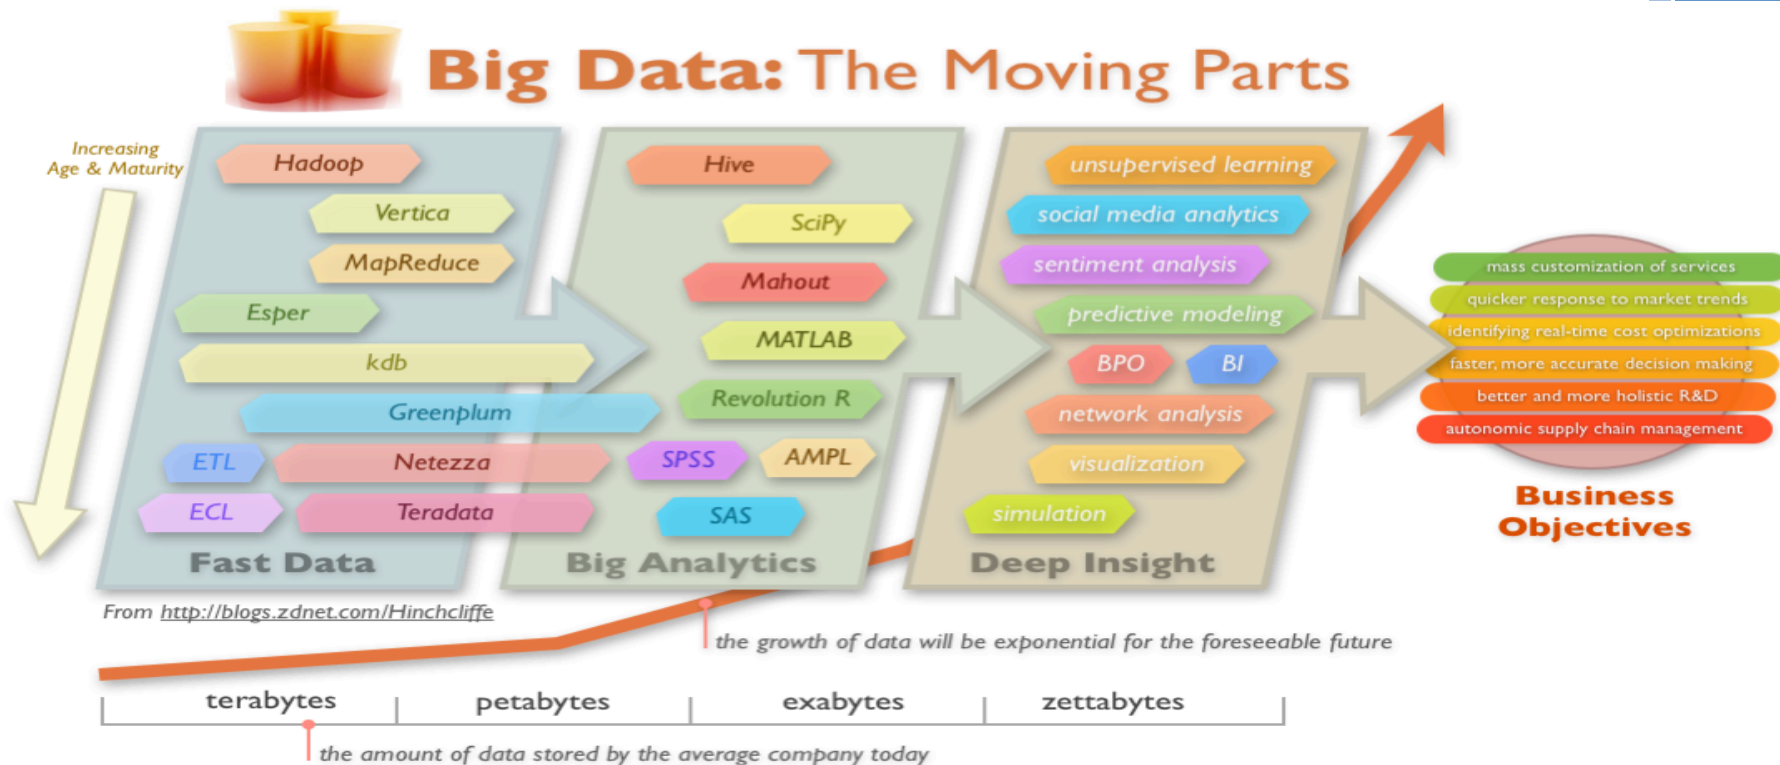 Big Data: The Moving Parts
Increasing
Age & Maturity
Hadoop
Vertica
MapReduce
Esper
kdb
Greenplum
ETL
Netezza
ECL
Teradata
Fast Data
Hive
SciPy
Mahout
MATLAB
Revolution R
SPSS
AMPL
SAS
Big Analytics
unsupervised learning
social media analytics
sentiment analysis
predictive modeling
BPO
BI
network analysis
visualization
simulation
Deep Insight
mass customization of services
quicker response to market trends
identifying real-time cost optimizations
faster, more accurate decision making
better and more holistic R&D
autonomic supply chain management
Business
Objectives
From http://blogs.zdnet.com/Hinchcliffe
the growth of data will be exponential for the foreseeable future
terabytes
petabytes
exabytes
zettabytes
the amount of data stored by the average company today